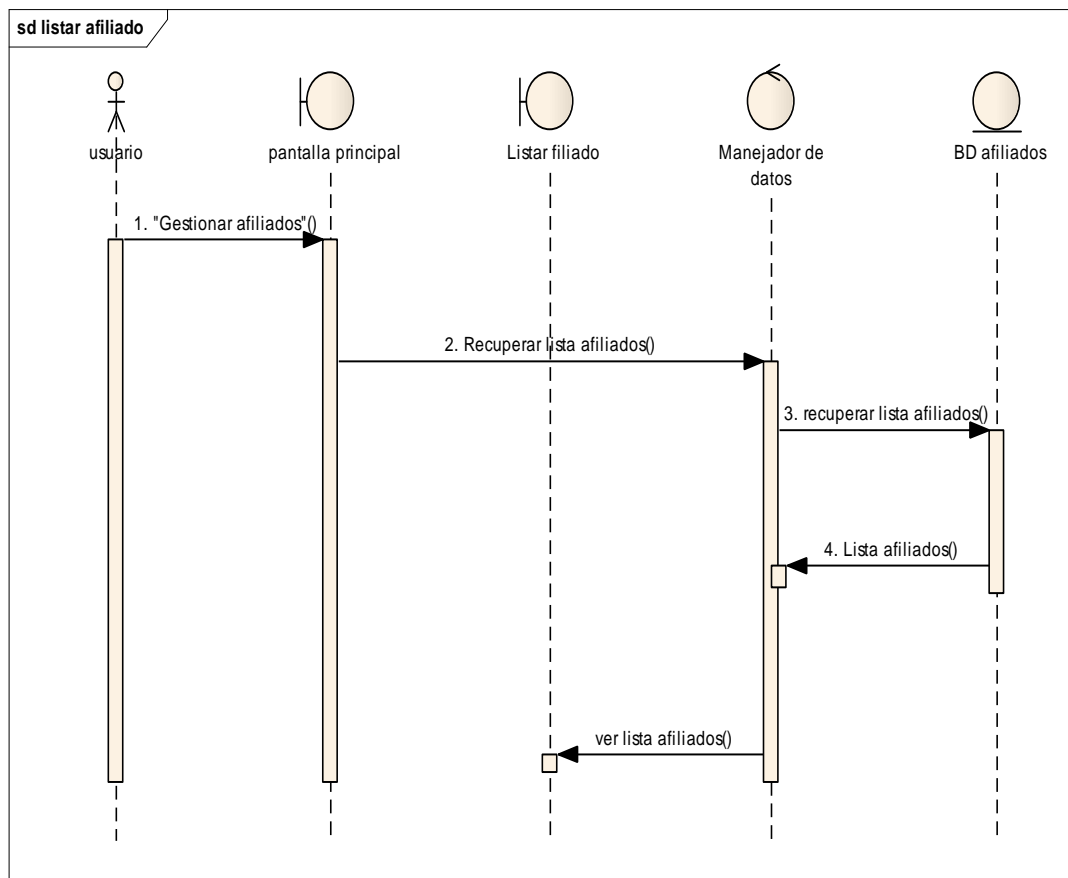 sd listar afiliado
usuario
pantalla principal
Listar filiado
Manejador de
datos
BD afiliados
1. "Gestionar afiliados"()
2. Recuperar lista afiliados()
3. recuperar lista afiliados()
4. Lista afiliados()
ver lista afiliados()